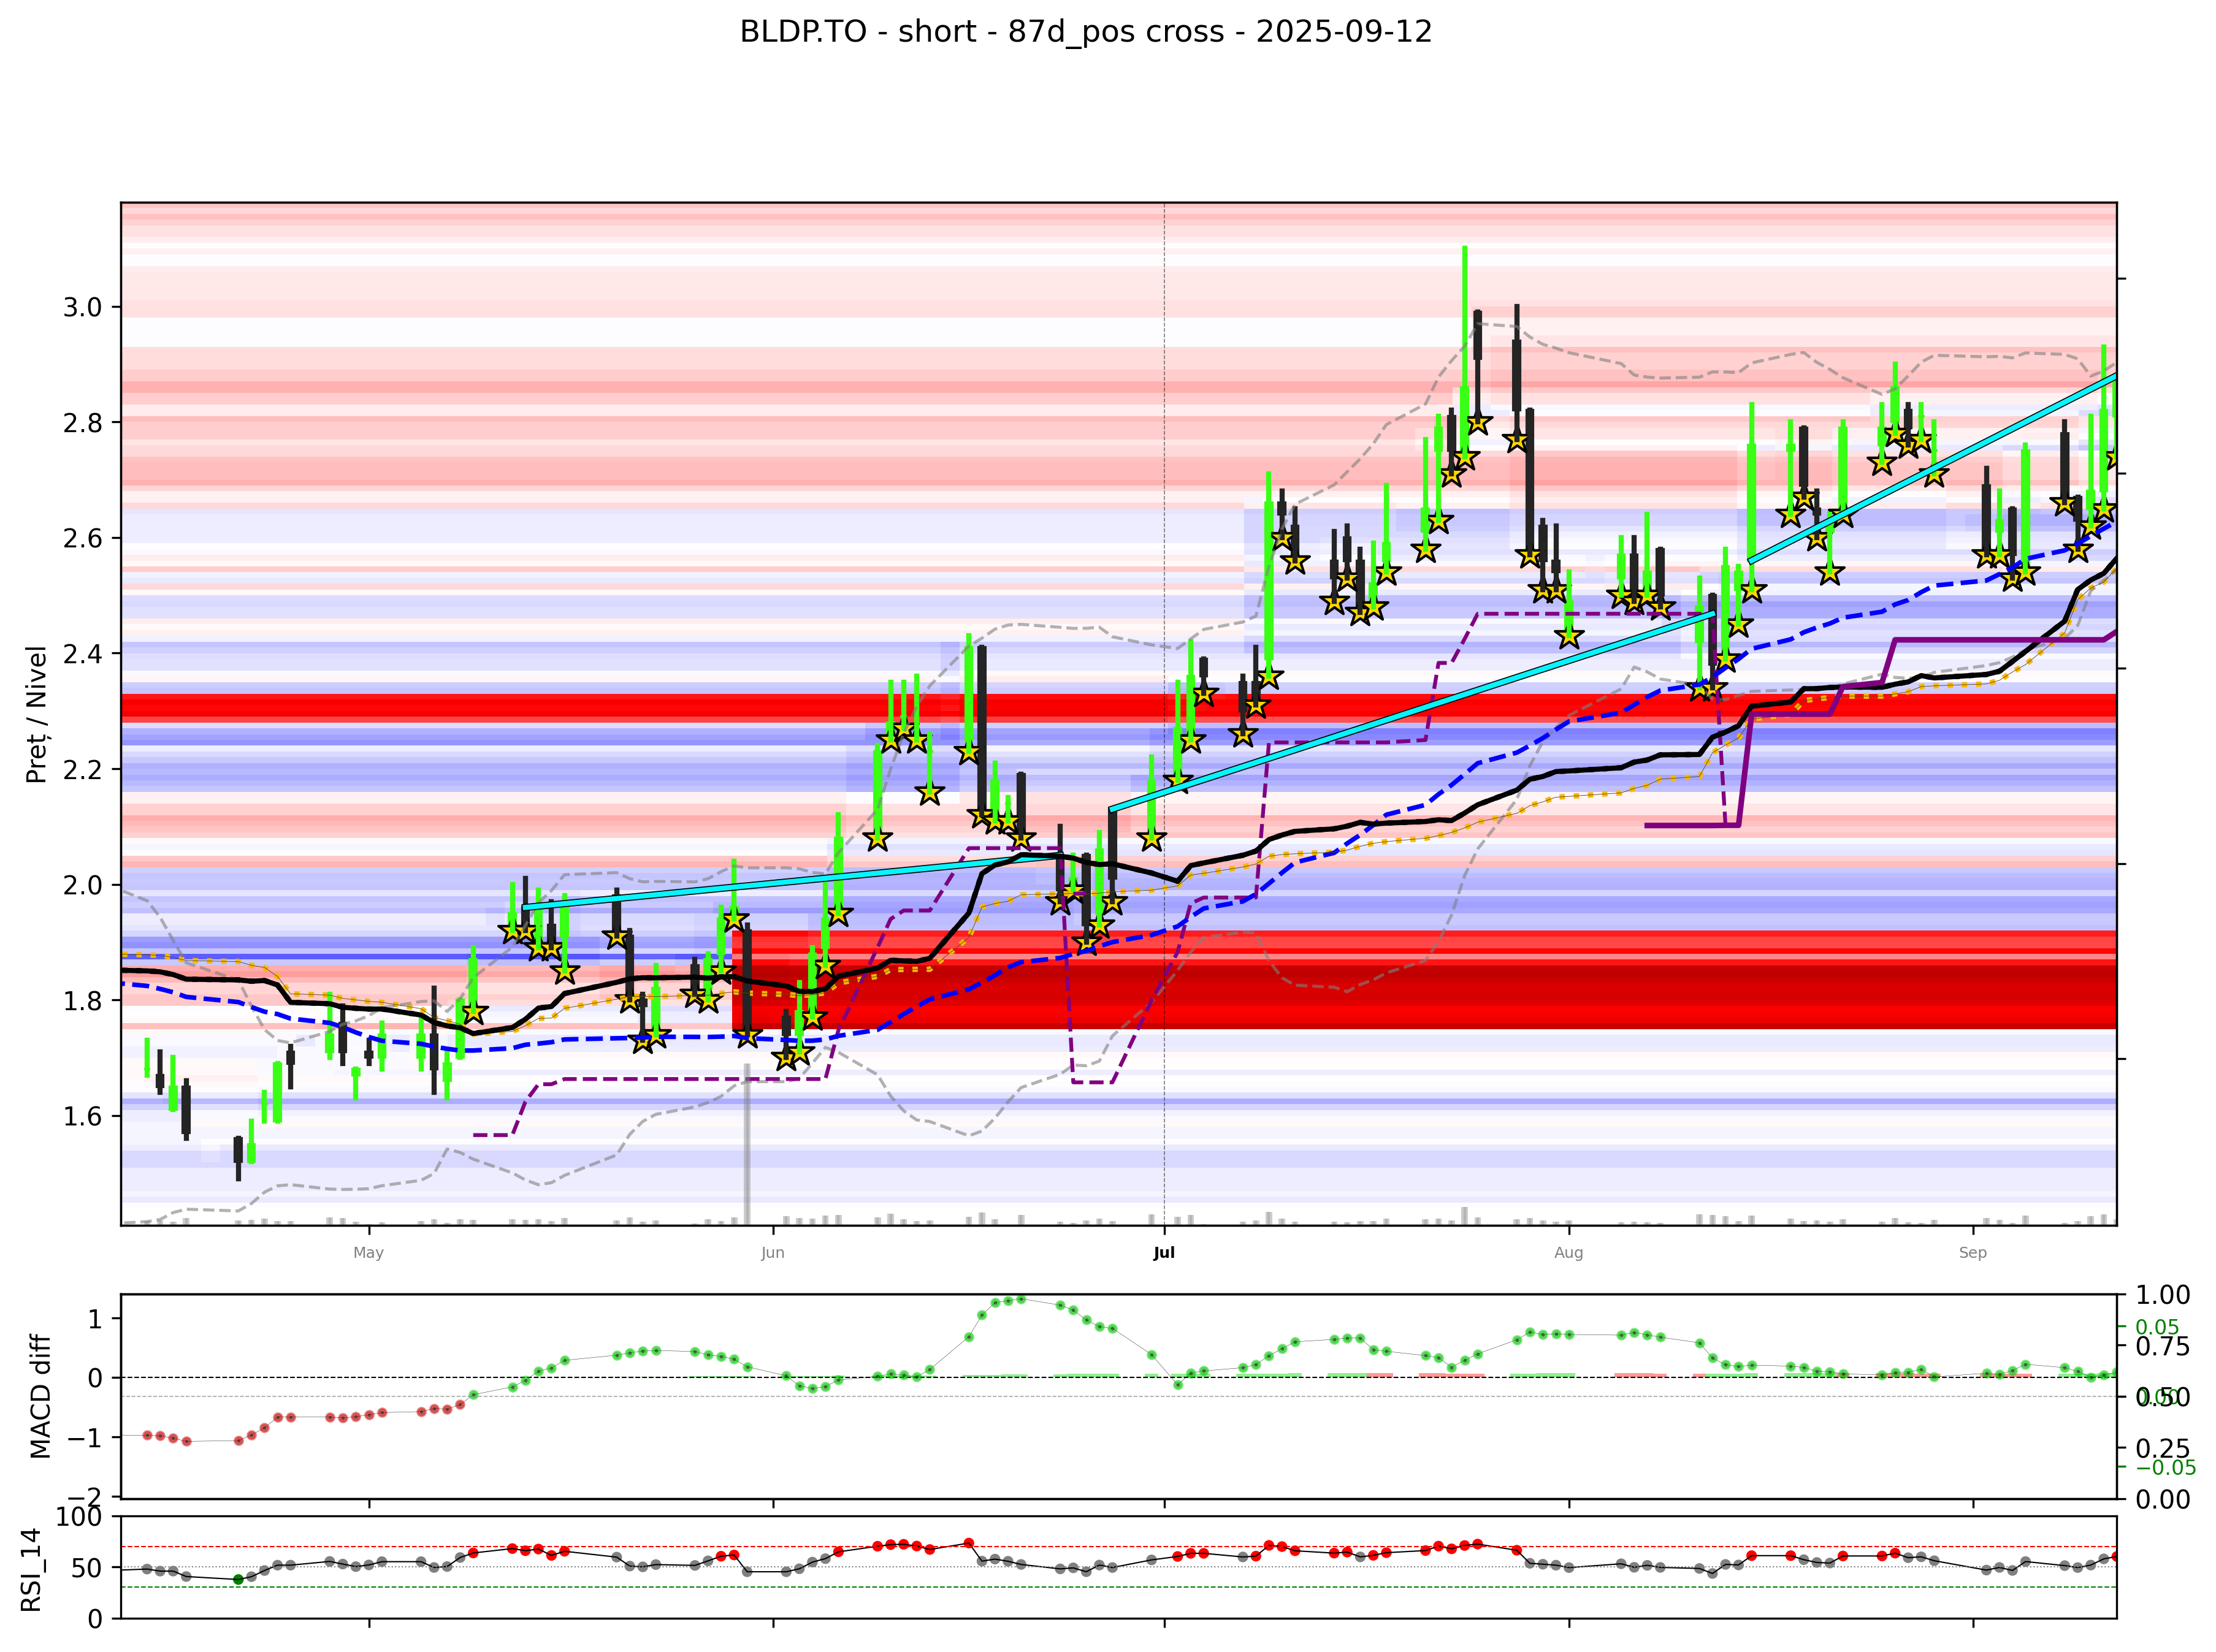 BLDP.TO - short - 87d_pos cross - 2025-09-12
Preț / Nivel
3.0
2.8
2.6
2.4
2.2
2.0
1.8
1.6
May
Jun
Jul
Aug
Sep
MACD diff
1
0
−1
−2
1.00
0.05
0.75
0.50
0.00
0.25
−0.05
0.00
RSI_14
100
50
0